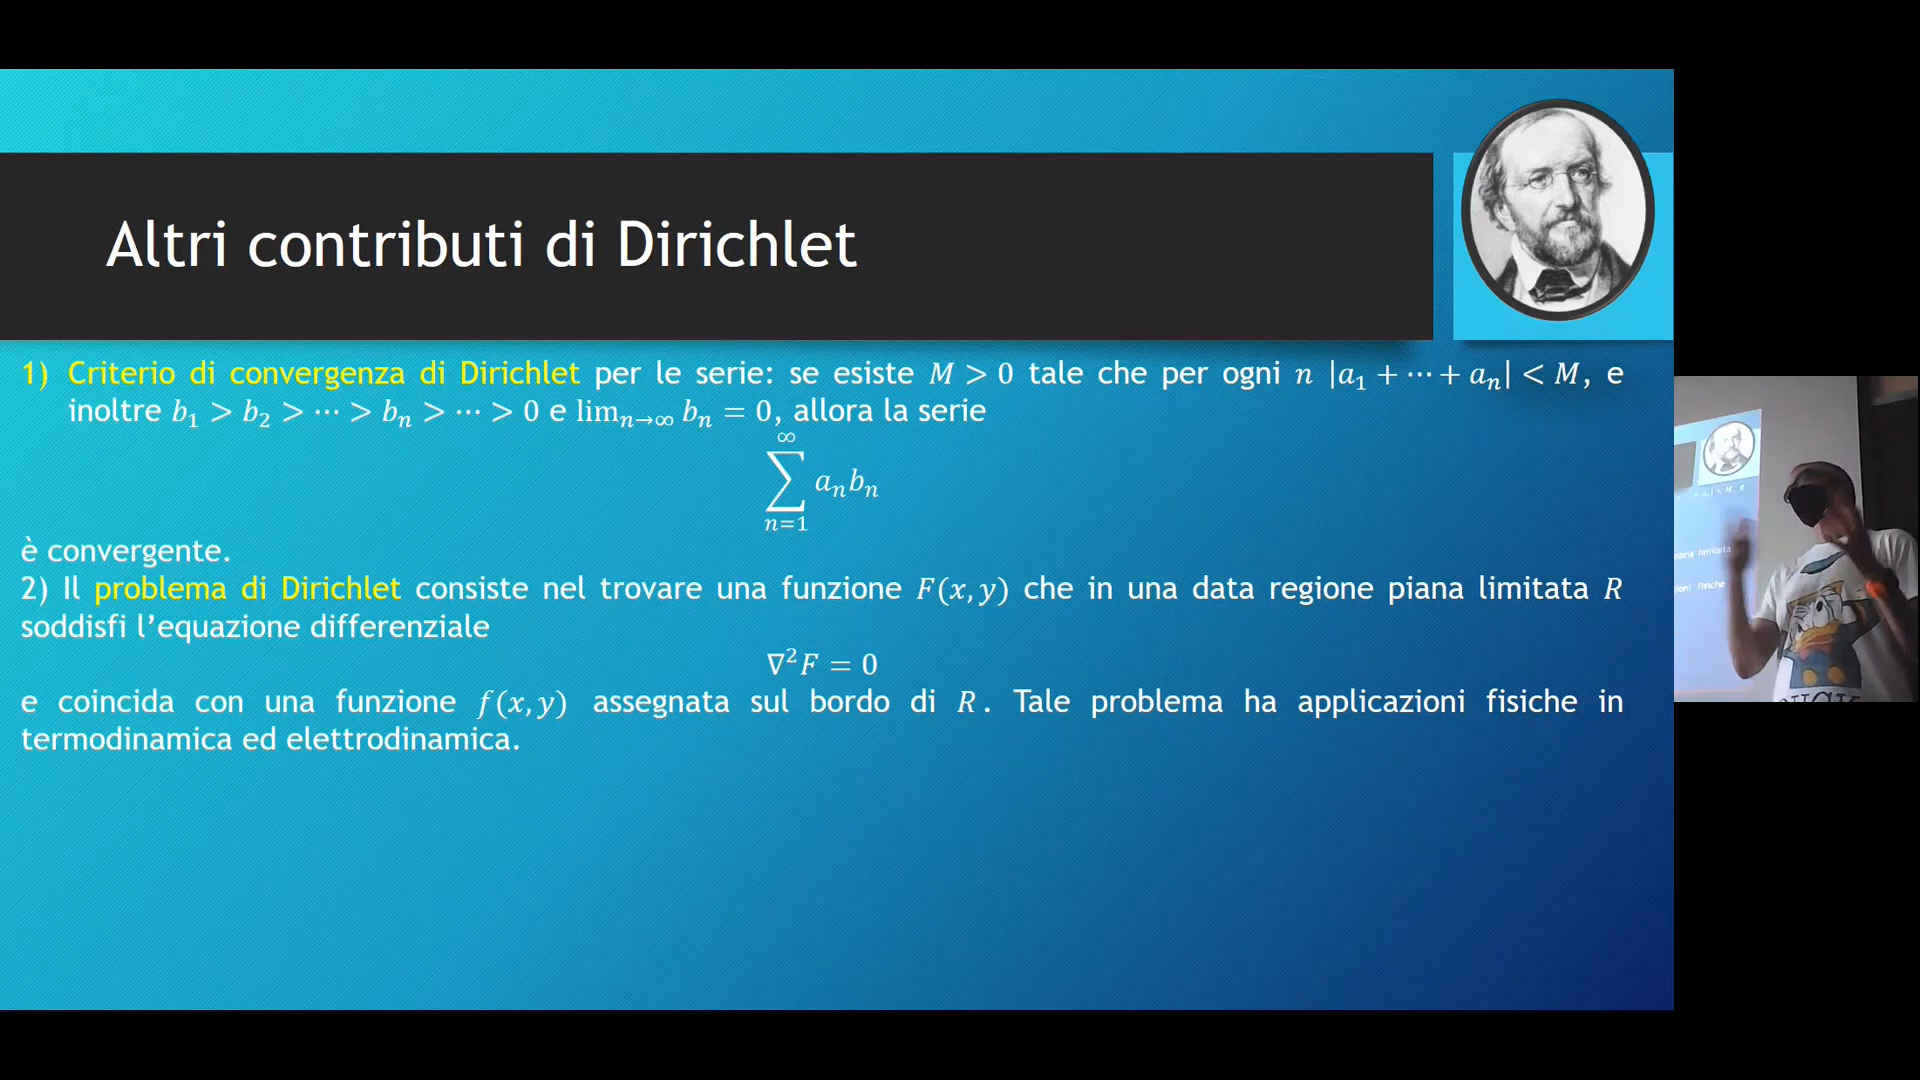 Altri contributi di Dirichlet
1) Criterio di convergenza di Dirichlet per le serie: se esiste M > 0 tale che per ogni n |a₁ + ⋯ + aₙ| < M, e
inoltre b₁ > b₂ > ⋯ > bₙ > ⋯ > 0 e limₙ→∞ bₙ = 0, allora la serie
∞
∑ aₙbₙ
n=1
è convergente.
2) Il problema di Dirichlet consiste nel trovare una funzione F(x, y) che in una data regione piana limitata R
soddisfi l’equazione differenziale
∇²F = 0
e coincida con una funzione f(x, y) assegnata sul bordo di R. Tale problema ha applicazioni fisiche in
termodinamica ed elettrodinamica.
limitata
fisiche